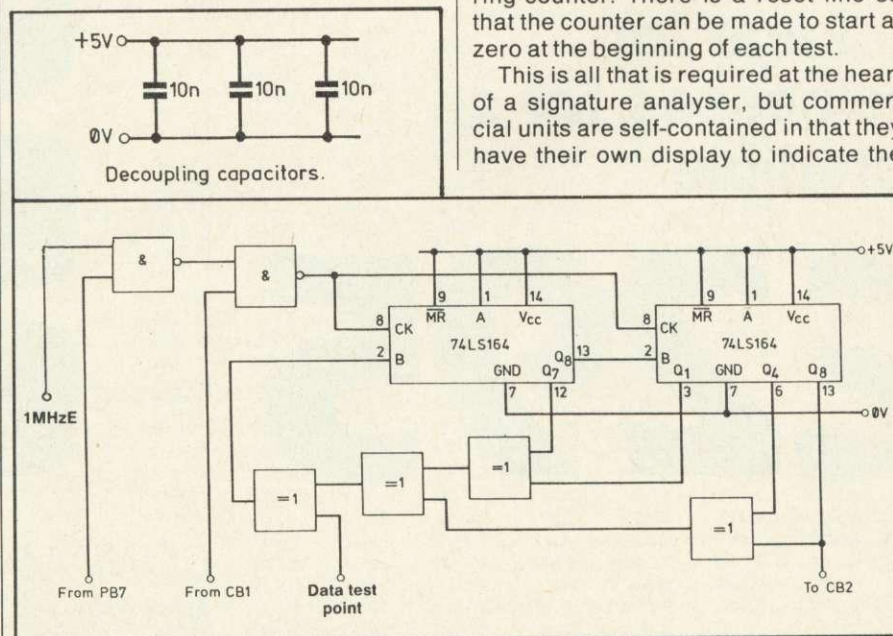 ring counter. There is a reset line so
that the counter can be made to start a
zero at the beginning of each test.
This is all that is required at the hear
of a signature analyser, but commer
cial units are self-contained in that they
have their own display to indicate the
+5V
10n
10n
10n
0V
Decoupling capacitors.
+5V
&
&
9
1
14
9
1
14
MR
A
Vcc
MR
A
Vcc
8
CK
8
CK
74LS164
74LS164
2
B
Q8
13
2
B
GND
Q7
Q1
GND
Q4
Q8
7
12
3
7
6
13
0V
1MHzE
=1
=1
=1
=1
From PB7
From CB1
Data test
point
To CB2